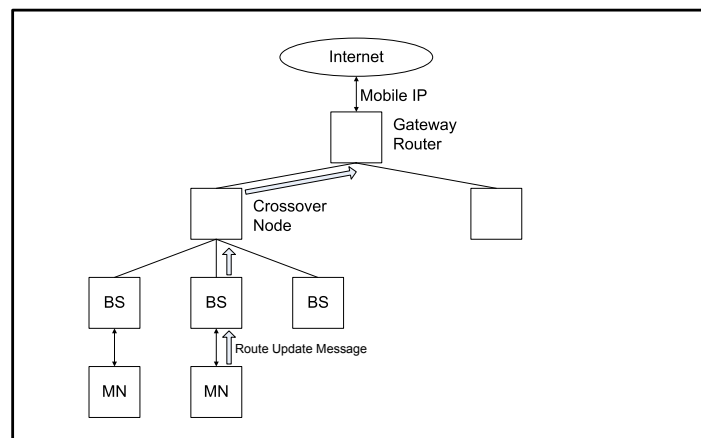 Internet
Mobile IP
Gateway
Router
Crossover
Node
BS
BS
BS
Route Update Message
MN
MN